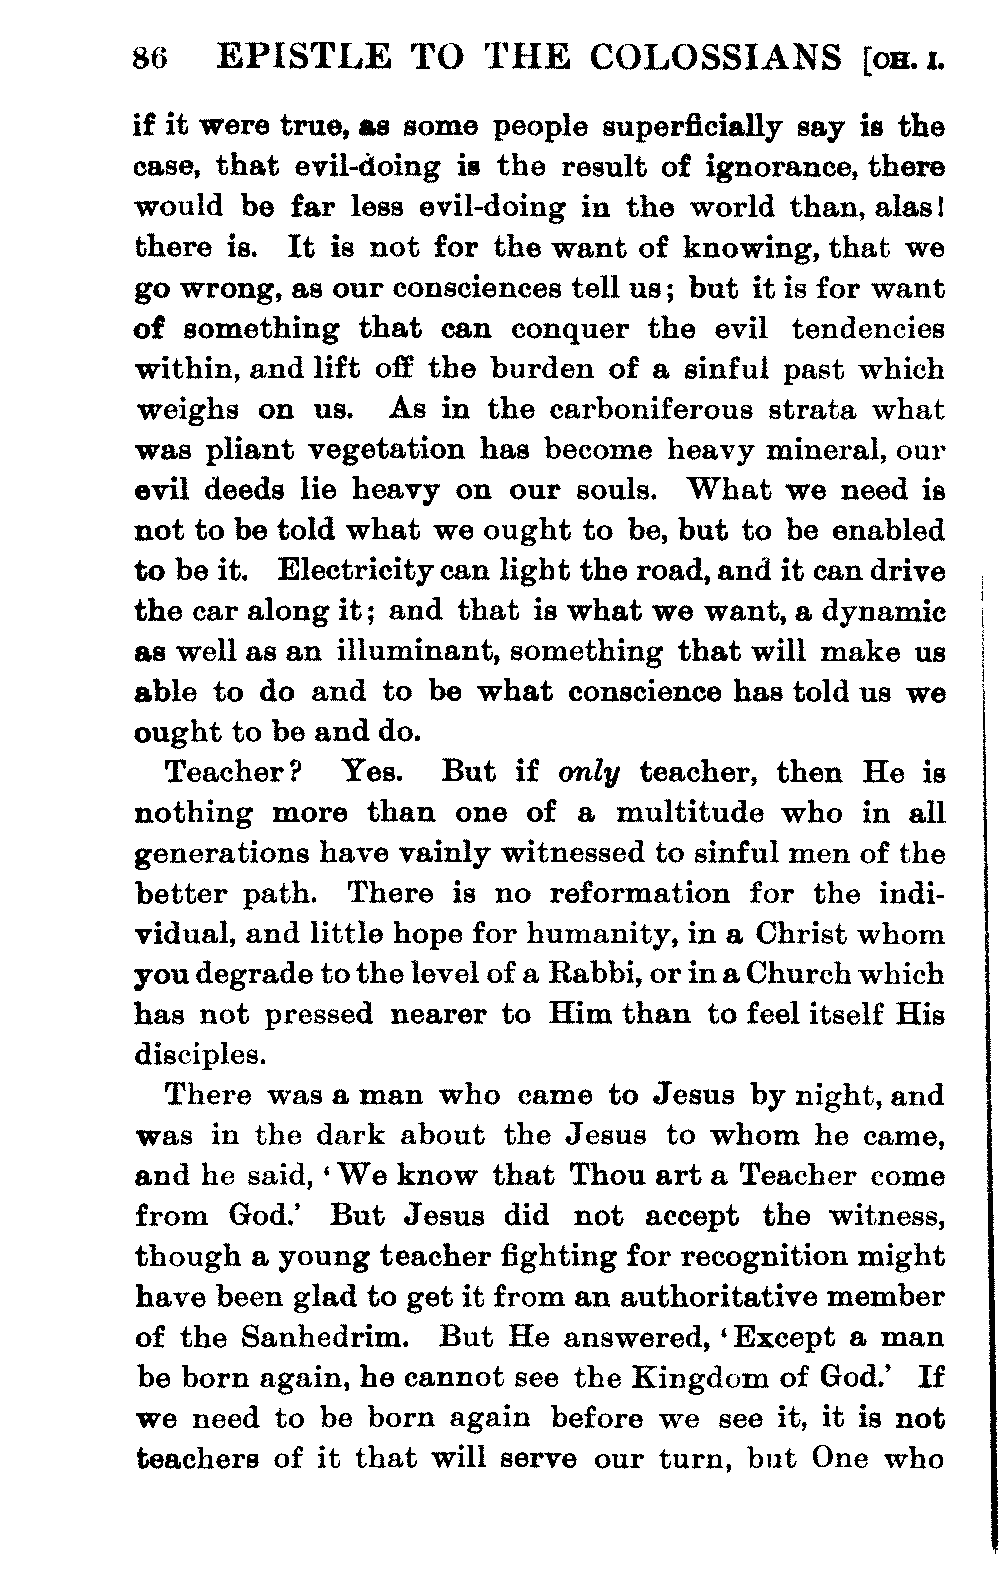 86 EPISTLE TO THE COLOSSIANS [CH. I.
if it were true, as some people superficially say is the
case, that evil-doing is the result of ignorance, there
would be far less evil-doing in the world than, alas!
there is. It is not for the want of knowing, that we
go wrong, as our consciences tell us; but it is for want
of something that can conquer the evil tendencies
within, and lift off the burden of a sinful past which
weighs on us. As in the carboniferous strata what
was pliant vegetation has become heavy mineral, our
evil deeds lie heavy on our souls. What we need is
not to be told what we ought to be, but to be enabled
to be it. Electricity can light the road, and it can drive
the car along it; and that is what we want, a dynamic
as well as an illuminant, something that will make us
able to do and to be what conscience has told us we
ought to be and do.
Teacher? Yes. But if only teacher, then He is
nothing more than one of a multitude who in all
generations have vainly witnessed to sinful men of the
better path. There is no reformation for the indi-
vidual, and little hope for humanity, in a Christ whom
you degrade to the level of a Rabbi, or in a Church which
has not pressed nearer to Him than to feel itself His
disciples.
There was a man who came to Jesus by night, and
was in the dark about the Jesus to whom he came,
and he said, ‘We know that Thou art a Teacher come
from God.’ But Jesus did not accept the witness,
though a young teacher fighting for recognition might
have been glad to get it from an authoritative member
of the Sanhedrim. But He answered, ‘Except a man
be born again, he cannot see the Kingdom of God.’ If
we need to be born again before we see it, it is not
teachers of it that will serve our turn, but One who